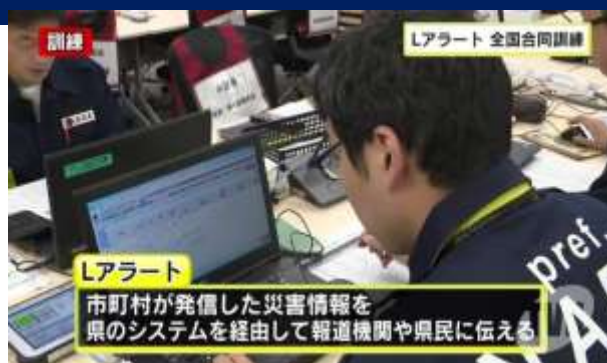 訓練
Lアラート 全国合同訓練
pref.
Lアラート
市町村が発信した災害情報を
県のシステムを経由して報道機関や県民に伝える